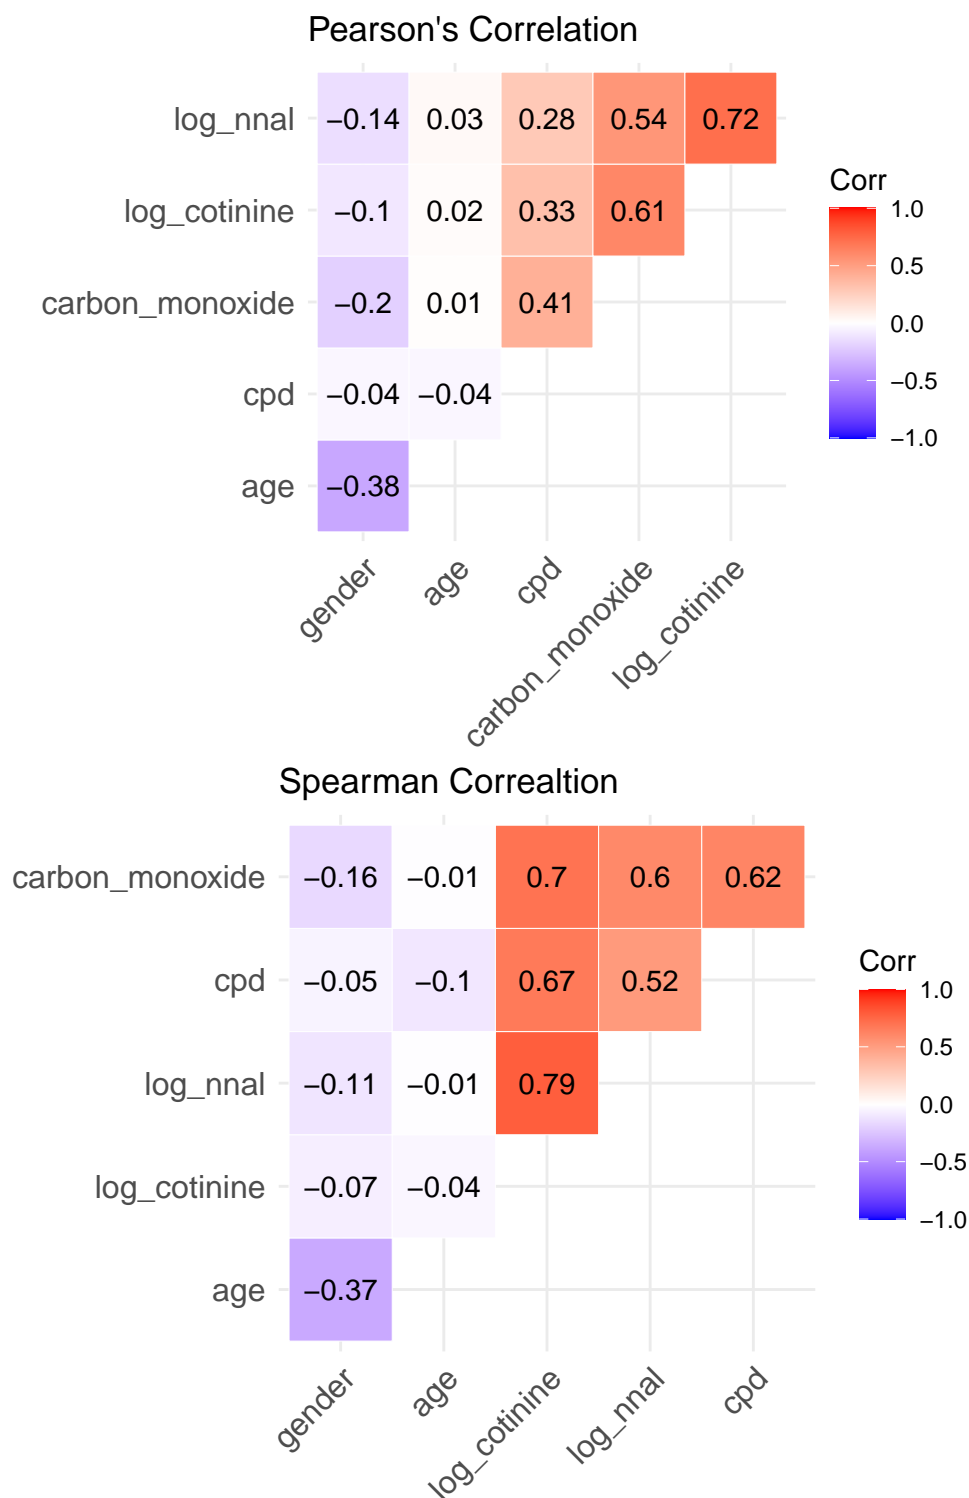 Pearson's Correlation
log_nnal −0.14 0.03 0.28 0.54 0.72
log_cotinine −0.1 0.02 0.33 0.61
carbon_monoxide −0.2 0.01 0.41
cpd −0.04 −0.04
age −0.38
gender age cpd carbon_monoxide log_cotinine
Corr
1.0
0.5
0.0
−0.5
−1.0
Spearman Correaltion
carbon_monoxide −0.16 −0.01 0.7 0.6 0.62
cpd −0.05 −0.1 0.67 0.52
log_nnal −0.11 −0.01 0.79
log_cotinine −0.07 −0.04
age −0.37
gender age log_cotinine log_nnal cpd
Corr
1.0
0.5
0.0
−0.5
−1.0